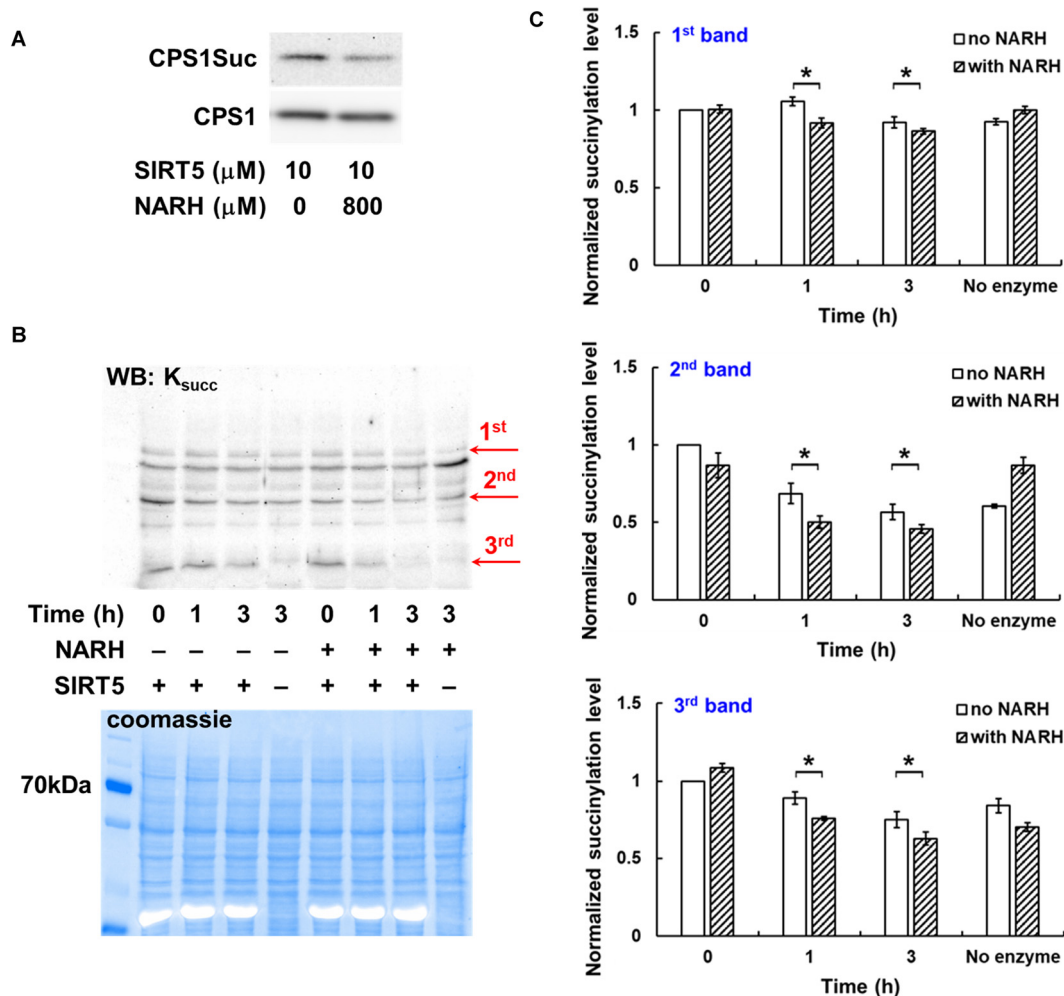 A
CPS1Suc
CPS1
SIRT5 (μM) 10 10
NARH (μM) 0 800
B
WB: Ksucc
1st
2nd
3rd
Time (h) 0 1 3 3 0 1 3 3
NARH – – – – + + + +
SIRT5 + + + – + + + –
coomassie
70kDa
C
Normalized succinylation level
1st band
no NARH
with NARH
1.5
1
0.5
0
* *
0 1 3 No enzyme
Time (h)
Normalized succinylation level
2nd band
no NARH
with NARH
1.5
1
0.5
0
* *
0 1 3 No enzyme
Time (h)
Normalized succinylation level
3rd band
no NARH
with NARH
1.5
1
0.5
0
* *
0 1 3 No enzyme
Time (h)